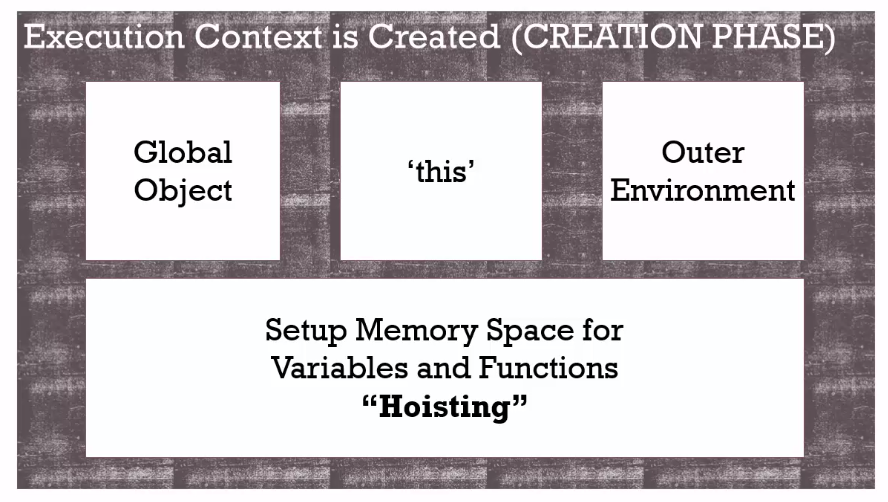 Execution Context is Created (CREATION PHASE)
Global
Object
‘this’
Outer
Environment
Setup Memory Space for
Variables and Functions
“Hoisting”